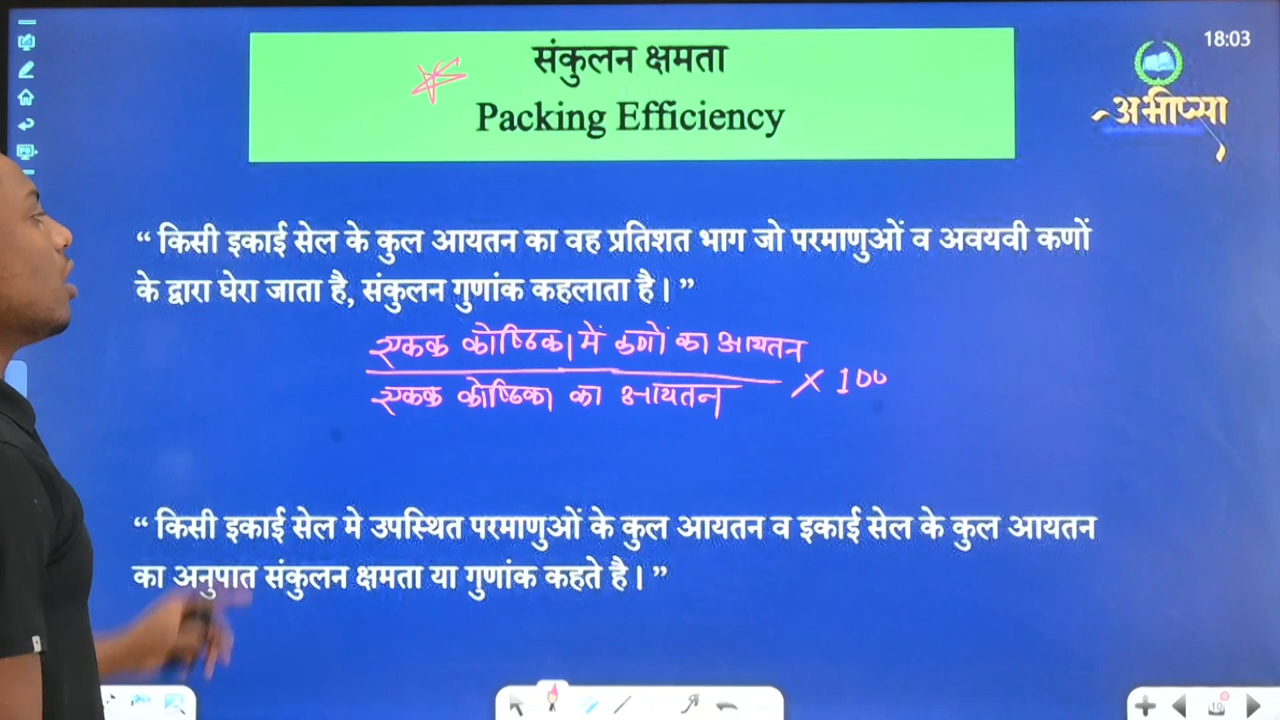 18:03
संकुलन क्षमता
Packing Efficiency
अभीप्सा
“ किसी इकाई सेल के कुल आयतन का वह प्रतिशत भाग जो परमाणुओं व अवयवी कणों
के द्वारा घेरा जाता है, संकुलन गुणांक कहलाता है। ”
एकक कोष्ठिका में कणों का आयतन
एकक कोष्ठिका का आयतन
× 100
“ किसी इकाई सेल मे उपस्थित परमाणुओं के कुल आयतन व इकाई सेल के कुल आयतन
का अनुपात संकुलन क्षमता या गुणांक कहते है। ”
10